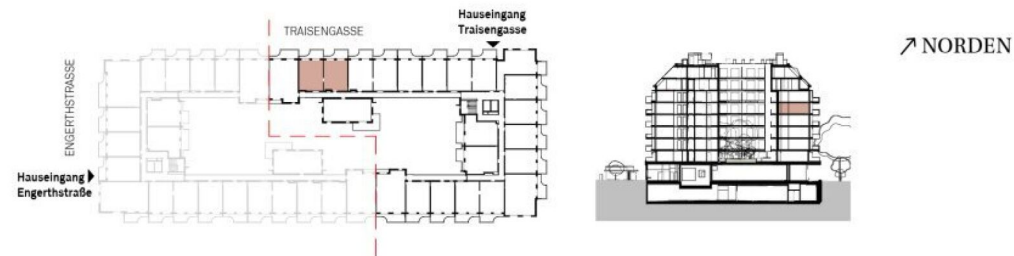 Hauseingang
Traisengasse
TRAISENGASSE
ENGERTHSTRASSE
Hauseingang
Engerthstraße
NORDEN